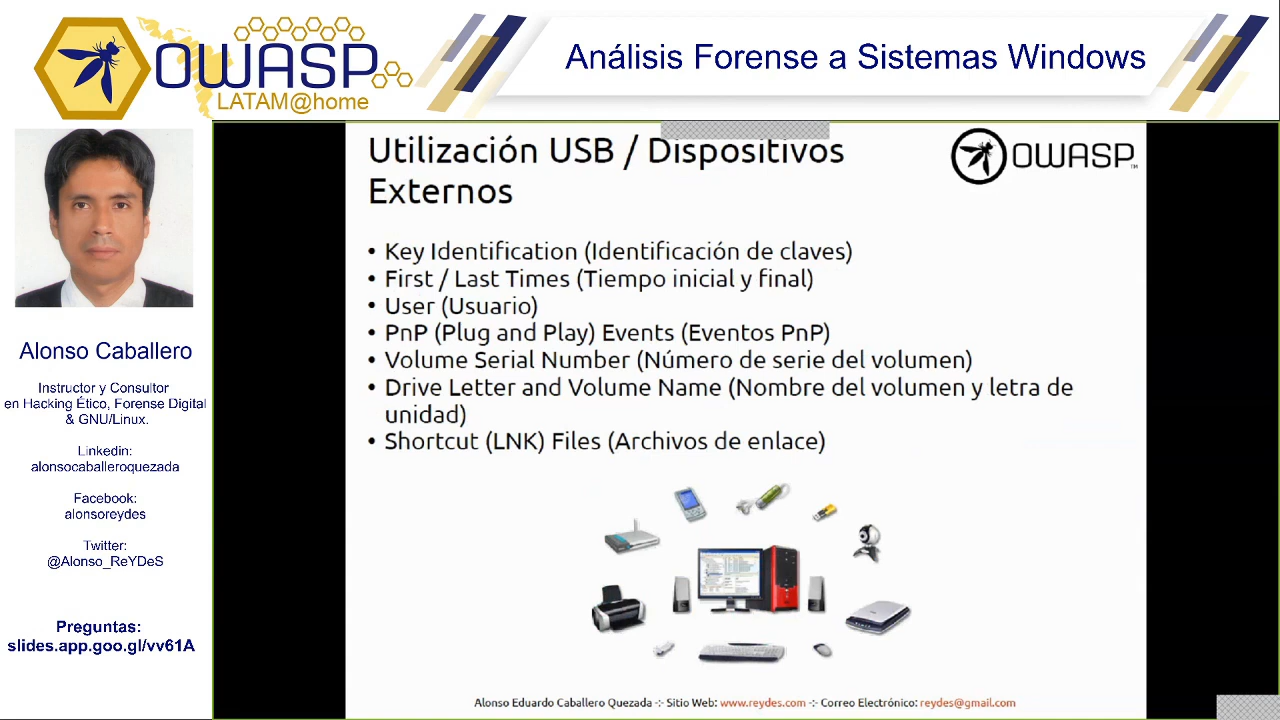 OWASP
LATAM@home
Análisis Forense a Sistemas Windows
Alonso Caballero
Instructor y Consultor
en Hacking Ético, Forense Digital
& GNU/Linux.
Linkedin:
alonsocaballeroquezada
Facebook:
alonsoreydes
Twitter:
@Alonso_ReYDeS
Preguntas:
slides.app.goo.gl/vv61A
Utilización USB / Dispositivos
Externos
OWASP
• Key Identification (Identificación de claves)
• First / Last Times (Tiempo inicial y final)
• User (Usuario)
• PnP (Plug and Play) Events (Eventos PnP)
• Volume Serial Number (Número de serie del volumen)
• Drive Letter and Volume Name (Nombre del volumen y letra de
unidad)
• Shortcut (LNK) Files (Archivos de enlace)
Alonso Eduardo Caballero Quezada -:- Sitio Web: www.reydes.com -:- Correo Electrónico: reydes@gmail.com